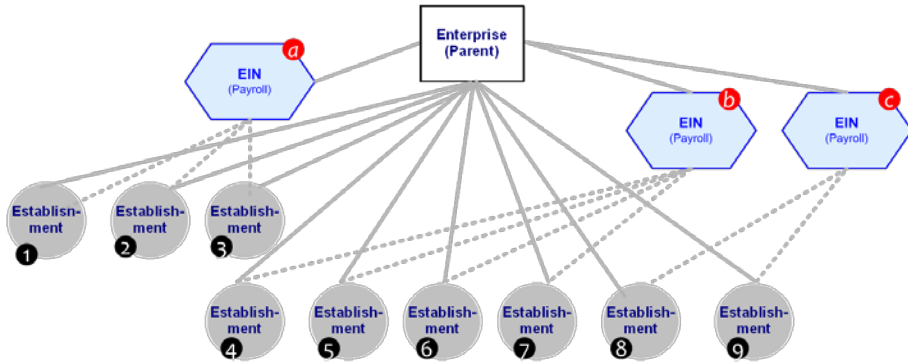 Enterprise
(Parent)
a
EIN
(Payroll)
b
EIN
(Payroll)
c
EIN
(Payroll)
Establish-
ment
1
Establish-
ment
2
Establish-
ment
3
Establish-
ment
4
Establish-
ment
5
Establish-
ment
6
Establish-
ment
7
Establish-
ment
8
Establish-
ment
9